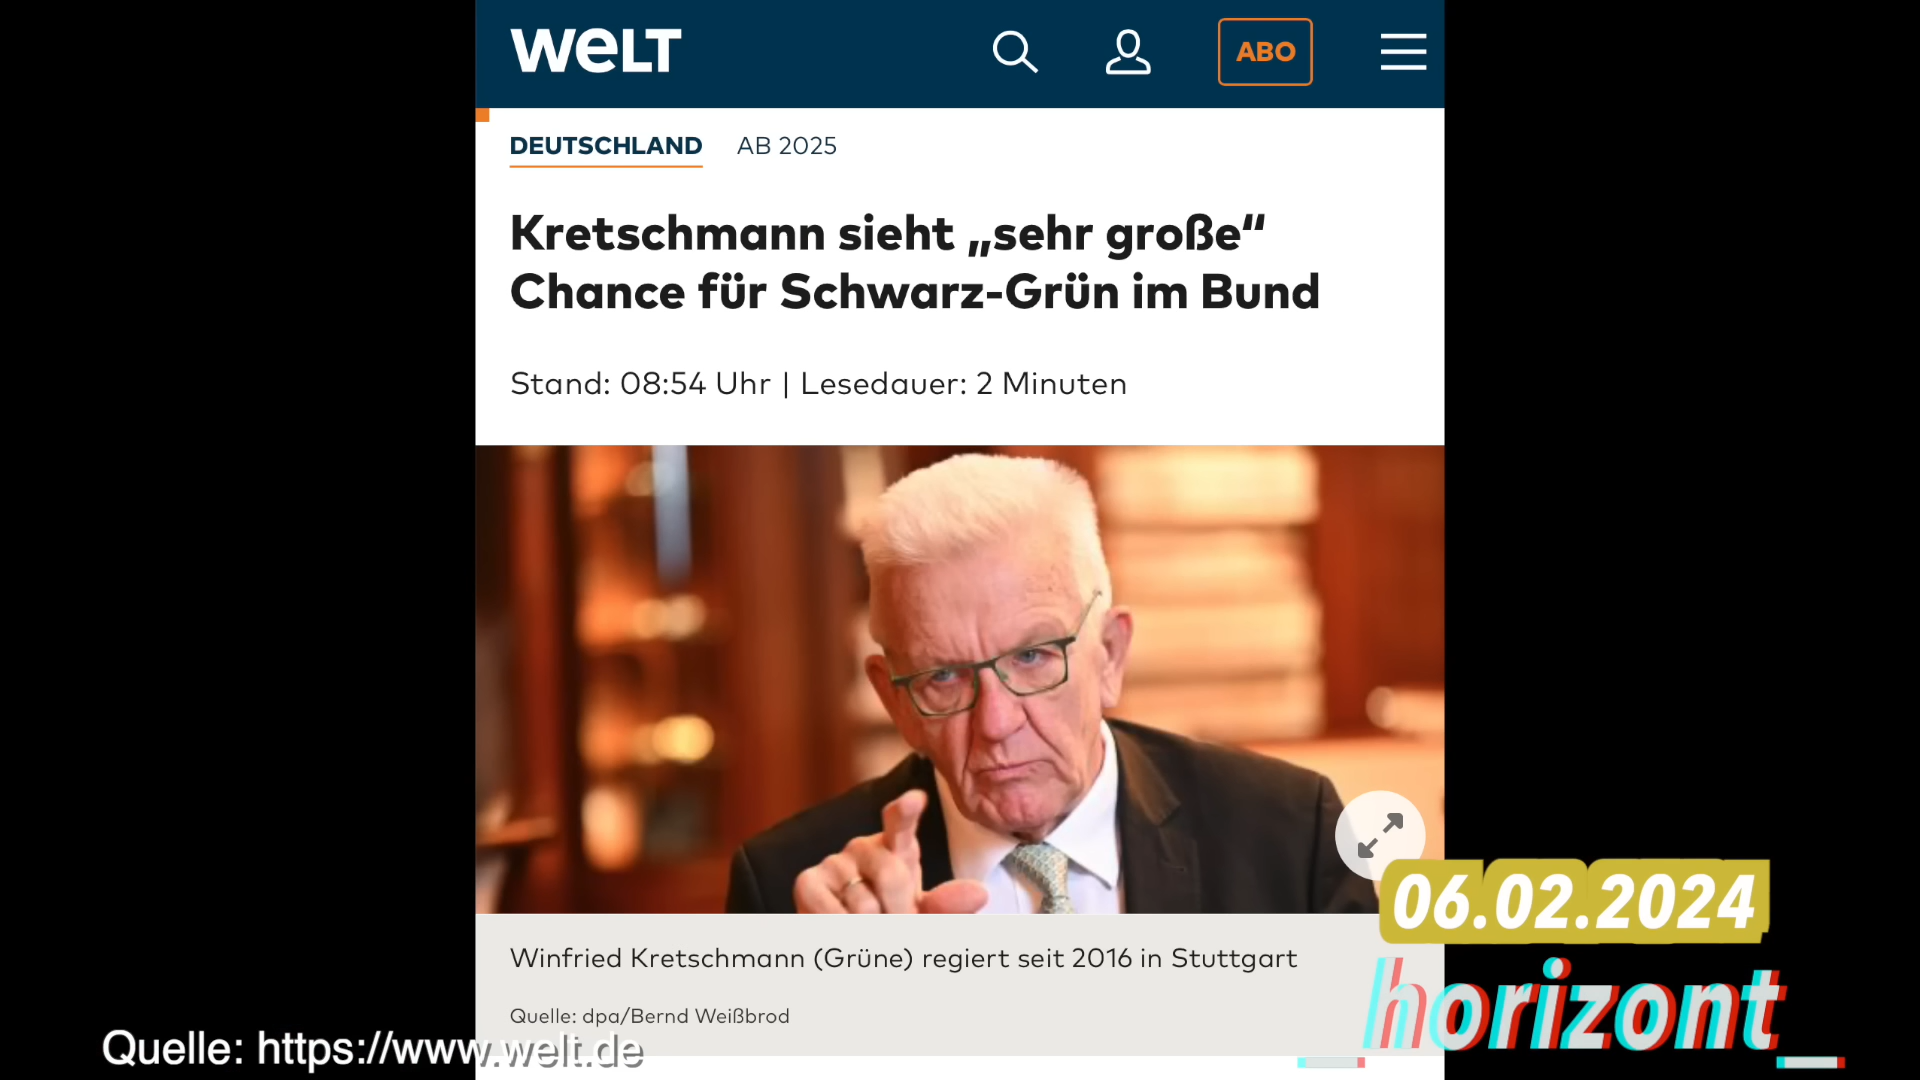 WELT
ABO
DEUTSCHLAND AB 2025
Kretschmann sieht „sehr große“
Chance für Schwarz-Grün im Bund
Stand: 08:54 Uhr | Lesedauer: 2 Minuten
Winfried Kretschmann (Grüne) regiert seit 2016 in Stuttgart
Quelle: dpa/Bernd Weißbrod
Quelle: https://www.welt.de
06.02.2024
_horizont_